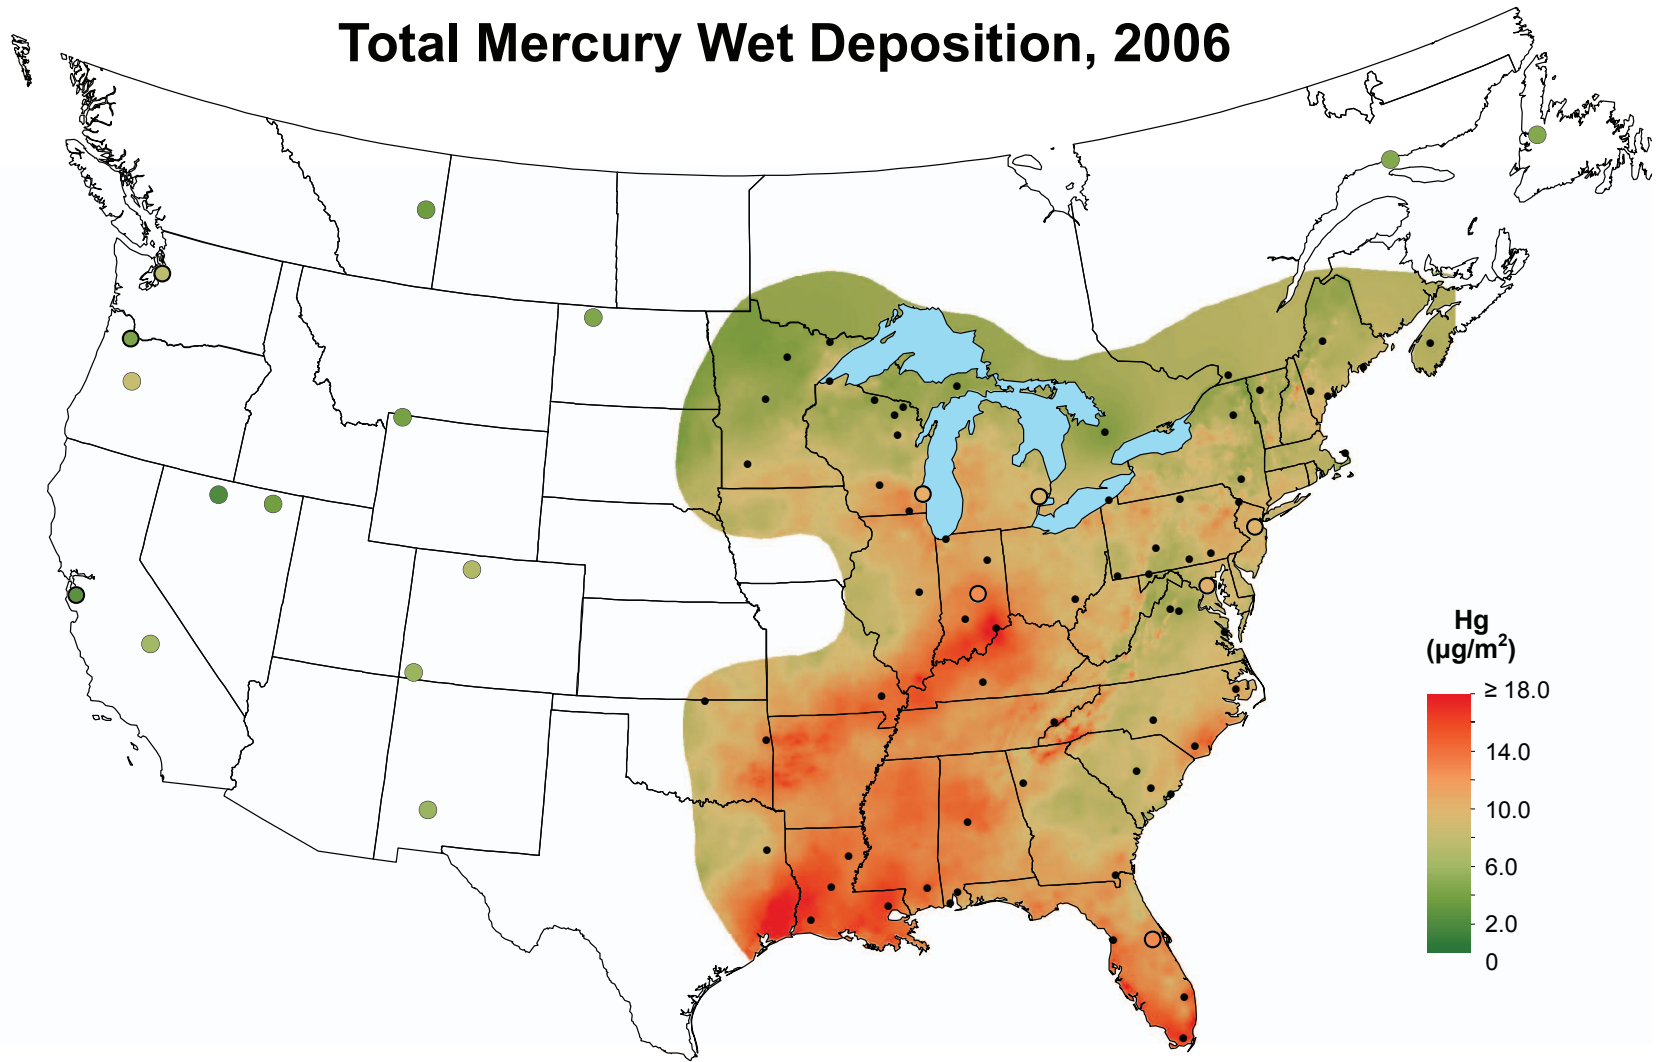 Total Mercury Wet Deposition, 2006
Hg
(µg/m²)
≥ 18.0
14.0
10.0
6.0
2.0
0